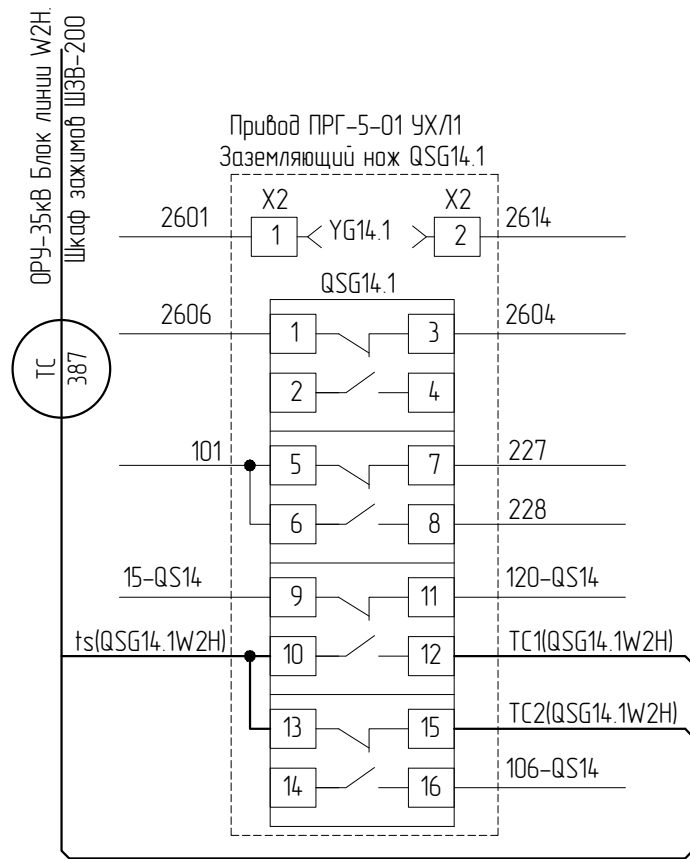 ОРУ-35кВ Блок линии W2Н.
Шкаф зажимов ШЗВ-200
Привод ПРГ-5-01 УХЛ1
Заземляющий нож QSG14.1
X2 X2
2601 1 YG14.1 2 2614
QSG14.1
2606 1 3 2604
2 4
ТС
387
101 5 7 227
6 8 228
15-QS14 9 11 120-QS14
ts(QSG14.1W2H) 10 12 TC1(QSG14.1W2H)
13 15 TC2(QSG14.1W2H)
14 16 106-QS14